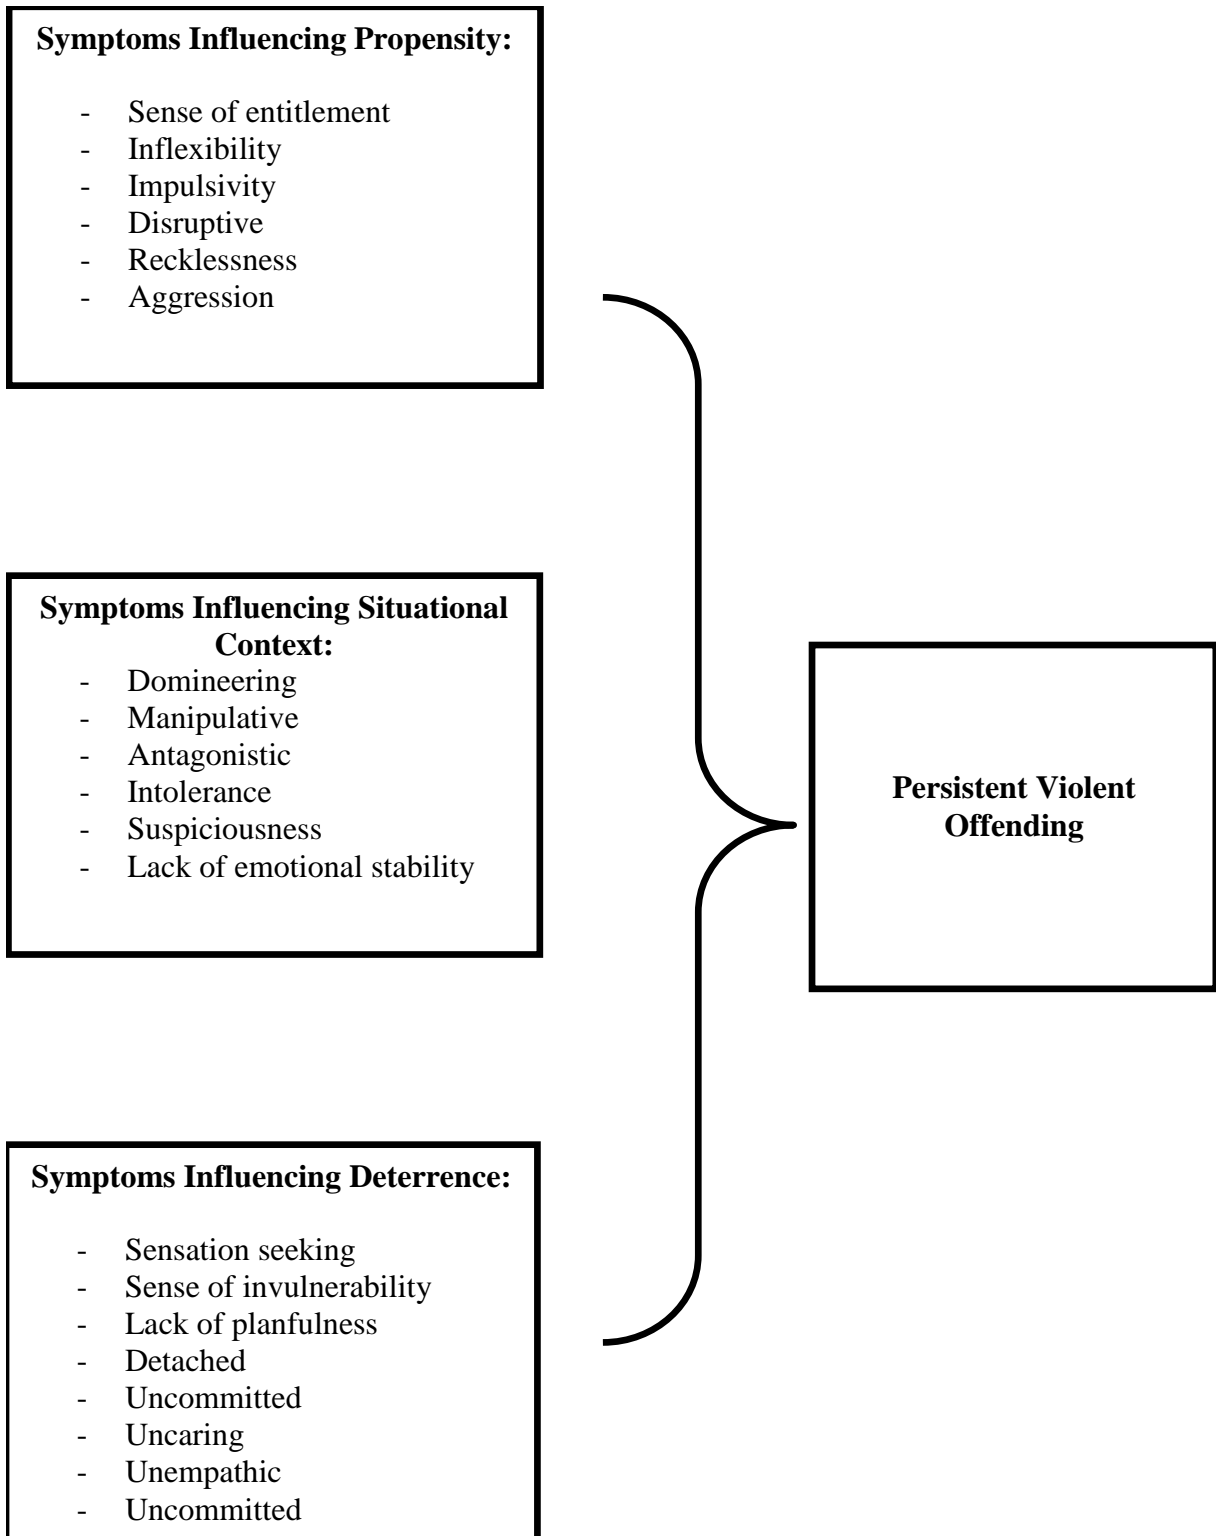 Symptoms Influencing Propensity:
- Sense of entitlement
- Inflexibility
- Impulsivity
- Disruptive
- Recklessness
- Aggression
Symptoms Influencing Situational
Context:
- Domineering
- Manipulative
- Antagonistic
- Intolerance
- Suspiciousness
- Lack of emotional stability
Persistent Violent
Offending
Symptoms Influencing Deterrence:
- Sensation seeking
- Sense of invulnerability
- Lack of planfulness
- Detached
- Uncommitted
- Uncaring
- Unempathic
- Uncommitted